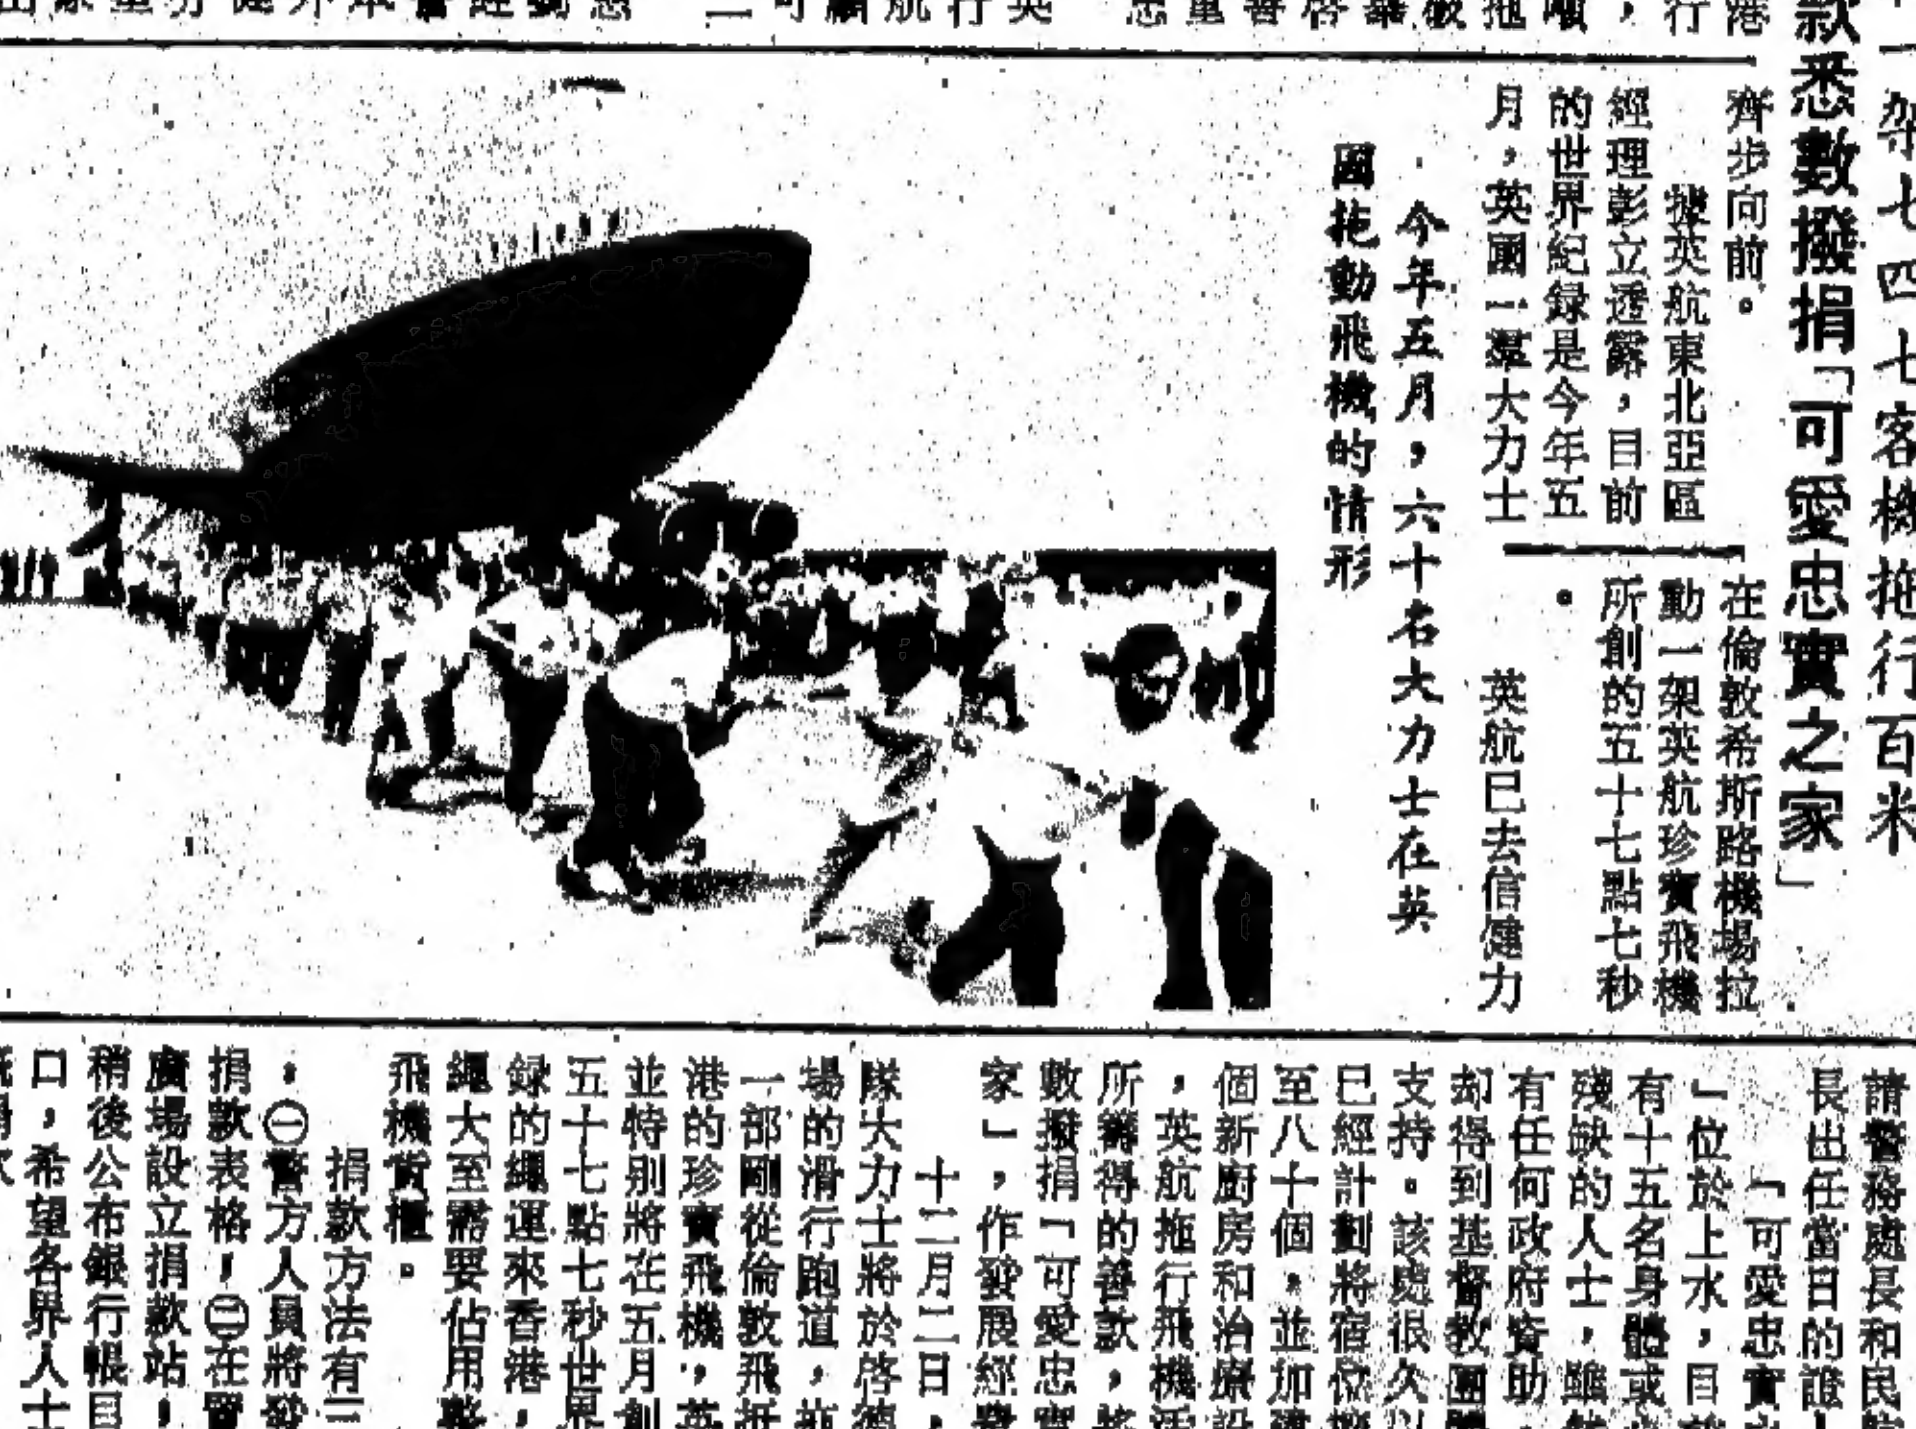 一架七四七客機拖行百米
款悉數撥捐「可愛忠實之家」
齊步向前。
據英航東北亞區
經理彭立透露,目前
的世界紀録是今年五
月,英國一羣大力士
在倫敦希斯路機場拉
動一架英航珍寶飛機
所創的五十七點七秒
。
英航已去信健力
今年五月,六十名大力士在英
國拖動飛機的情形
請警務處長和民
長出任當日的證
「可愛忠實
」位於上水,目
有十五名身體或
殘缺的人士,雖
有任何政府資助
却得到基督教團
支持。該處很久以
已經計劃將宿位
至八十個,並加建
個新廚房和治療設
,英航拖行飛機
所籌得的善款,將
數撥捐「可愛忠實
家」,作發展經費
十二月二日,
隊大力士將於啓德
場的滑行跑道,拖
一部剛從倫敦飛抵
港的珍寶飛機,英
並特別將在五月創
五十七點七秒世界
録的繩運來香港,
繩大至需要佔用整
飛機貨櫃。
捐款方法有三
:㊀警方人員將發
捐款表格,㊁在置
廣場設立捐款站;
稍後公布銀行帳目
口,希望各界人士